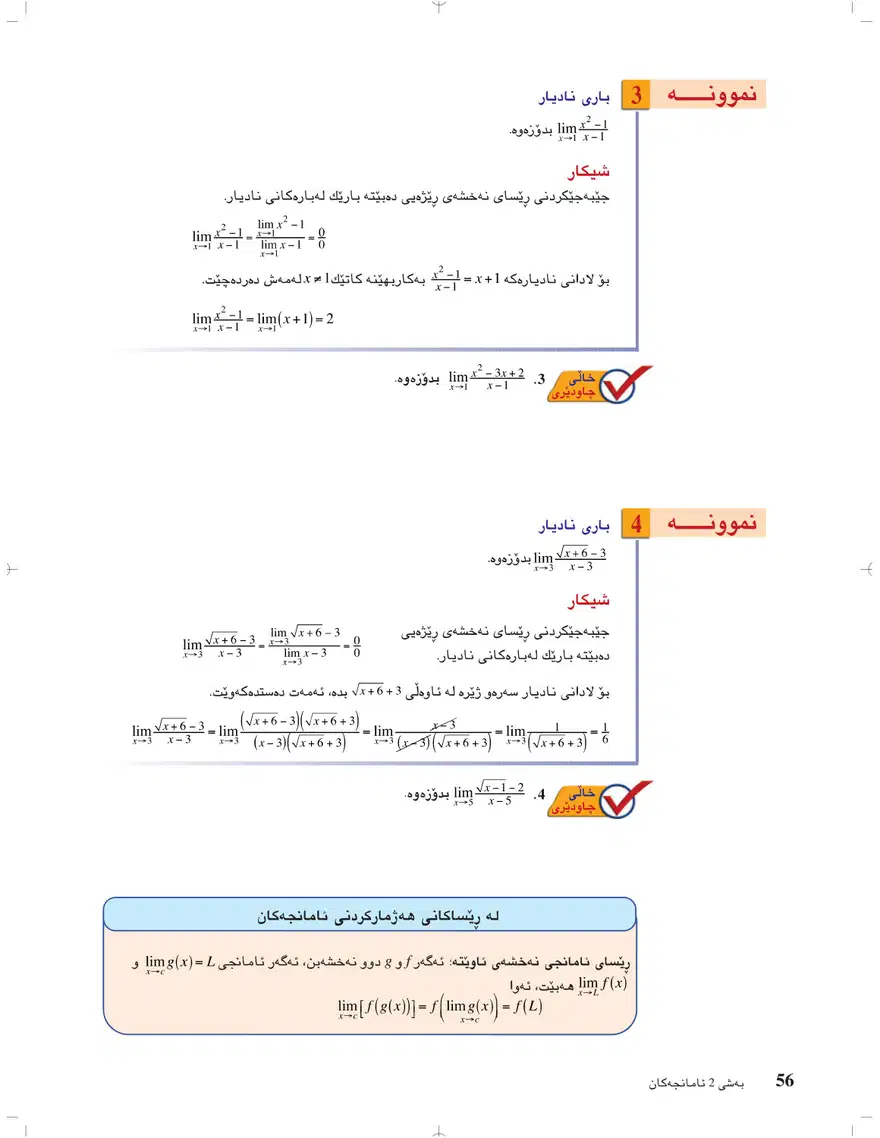 نموونـــــه 3
باری نادیار
lim_{x→1} (x² − 1)/(x − 1) بدۆزەوە.
شیکار
جێبەجێکردنی ڕێسای نەخشەی ڕێژەیی دەبێتە بارێك لەبارەکانی نادیار.
lim_{x→1} (x² − 1)/(x − 1) = (lim_{x→1} x² − 1)/(lim_{x→1} x − 1) = 0/0
بۆ لادانی نادیارەکە (x² − 1)/(x − 1) = x + 1 بەکاربهێنە کاتێك x ≠ 1 لەمەش دەردەچێت.
lim_{x→1} (x² − 1)/(x − 1) = lim_{x→1} (x + 1) = 2
خاڵی چاودێری
3. lim_{x→1} (x² − 3x + 2)/(x − 1) بدۆزەوە.
نموونـــــه 4
باری نادیار
lim_{x→3} (√(x + 6) − 3)/(x − 3) بدۆزەوە.
شیکار
جێبەجێکردنی ڕێسای نەخشەی ڕێژەیی
دەبێتە بارێك لەبارەکانی نادیار.
lim_{x→3} (√(x + 6) − 3)/(x − 3) = (lim_{x→3} √(x + 6) − 3)/(lim_{x→3} x − 3) = 0/0
بۆ لادانی نادیار سەرەو ژێرە لە ئاوەڵی √(x + 6) + 3 بدە، ئەمەت دەستدەکەوێت.
lim_{x→3} (√(x + 6) − 3)/(x − 3) = lim_{x→3} ((√(x + 6) − 3)(√(x + 6) + 3))/((x − 3)(√(x + 6) + 3)) = lim_{x→3} (x − 3)/((x − 3)(√(x + 6) + 3)) = lim_{x→3} 1/(√(x + 6) + 3) = 1/6
خاڵی چاودێری
4. lim_{x→5} (√(x − 1) − 2)/(x − 5) بدۆزەوە.
لە ڕێساکانی هەژمارکردنی ئامانجەکان
ڕێسای ئامانجی نەخشەی ئاوێتە: ئەگەر f و g دوو نەخشەبن، ئەگەر ئامانجی lim_{x→c} g(x) = L و
lim_{x→L} f(x) هەبێت، ئەوا
lim_{x→c} [f(g(x))] = f(lim_{x→c} g(x)) = f(L)
56 بەشی 2 ئامانجەکان